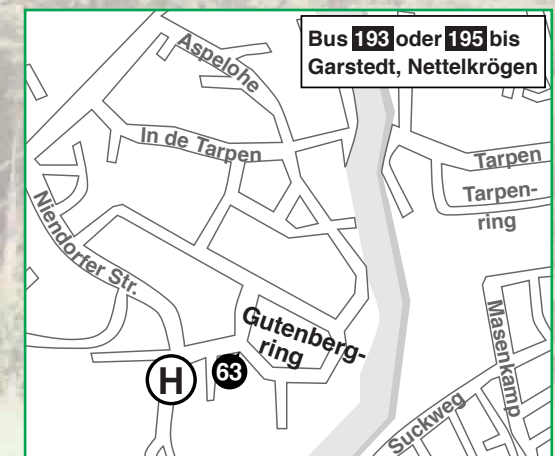 Bus 193 oder 195 bis
Garstedt, Nettelkrögen
Aspelohe
In de Tarpen
Tarpen
Tarpen-
ring
Niendorfer Str.
Gutenberg-
ring
Masenkamp
H
63
Suckweg